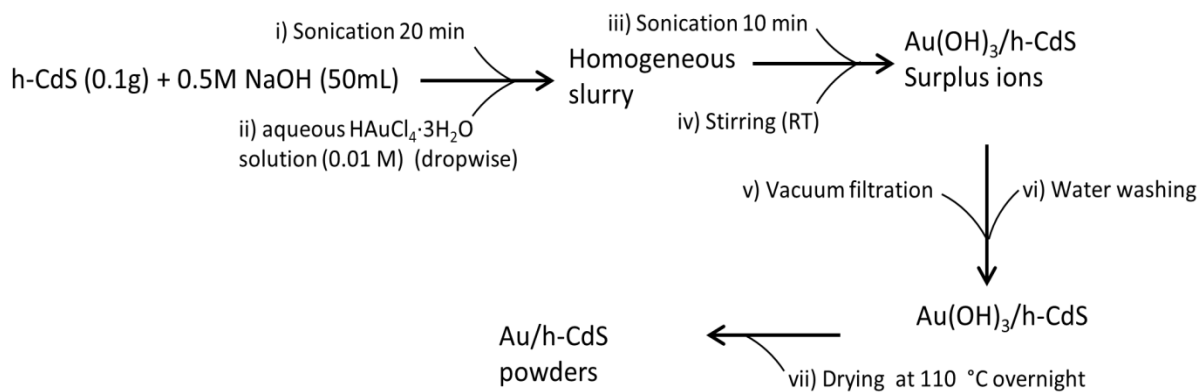 i) Sonication 20 min
h-CdS (0.1g) + 0.5M NaOH (50mL)
ii) aqueous HAuCl₄·3H₂O
solution (0.01 M) (dropwise)
Homogeneous
slurry
iii) Sonication 10 min
iv) Stirring (RT)
Au(OH)₃/h-CdS
Surplus ions
v) Vacuum filtration
vi) Water washing
Au(OH)₃/h-CdS
vii) Drying at 110 °C overnight
Au/h-CdS
powders